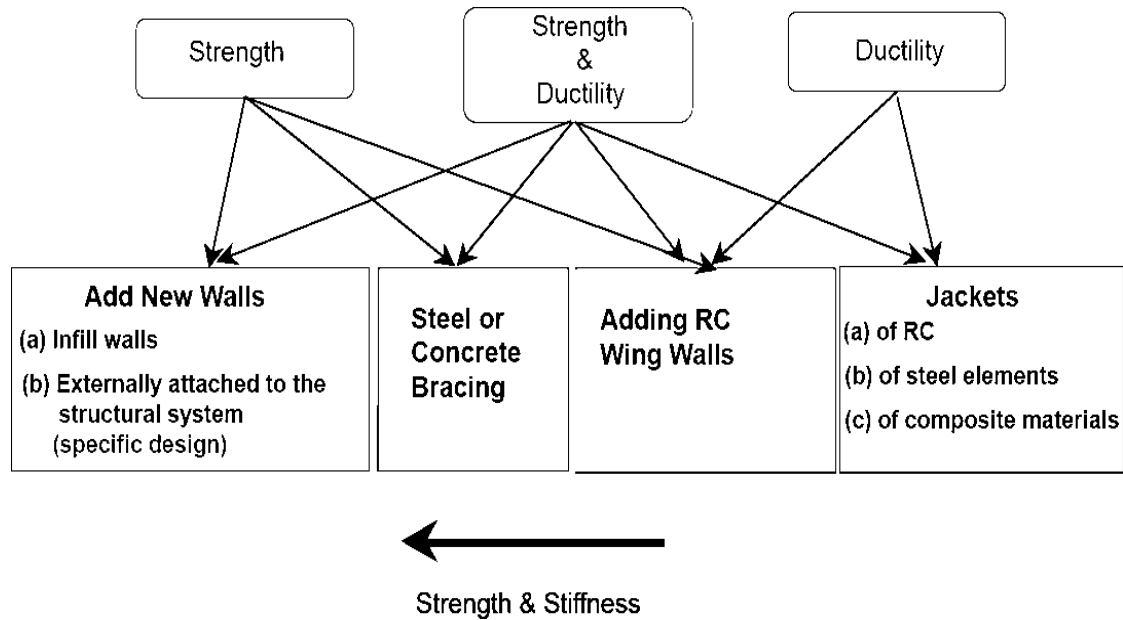 Strength
Strength
&
Ductility
Ductility
Add New Walls
(a) Infill walls
(b) Externally attached to the
structural system
(specific design)
Steel or
Concrete
Bracing
Adding RC
Wing Walls
Jackets
(a) of RC
(b) of steel elements
(c) of composite materials
Strength & Stiffness